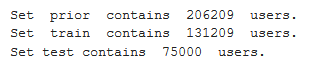 Set prior contains 206209 users.
Set train contains 131209 users.
Set test contains 75000 users.